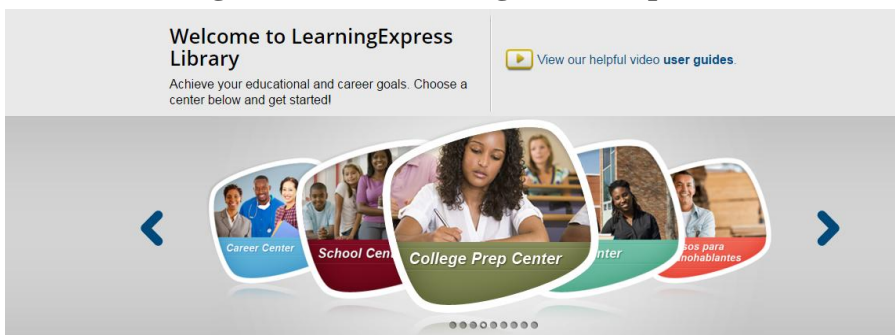 Welcome to LearningExpress
Library
Achieve your educational and career goals. Choose a
center below and get started!
View our helpful video user guides.
Career Center
School Cen
College Prep Center
nter
sos para
nohablantes